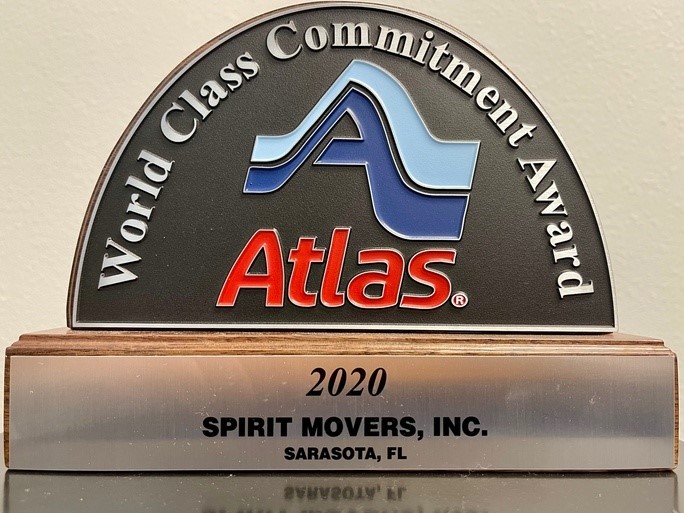 World Class Commitment Award
Atlas®
2020
SPIRIT MOVERS, INC.
SARASOTA, FL